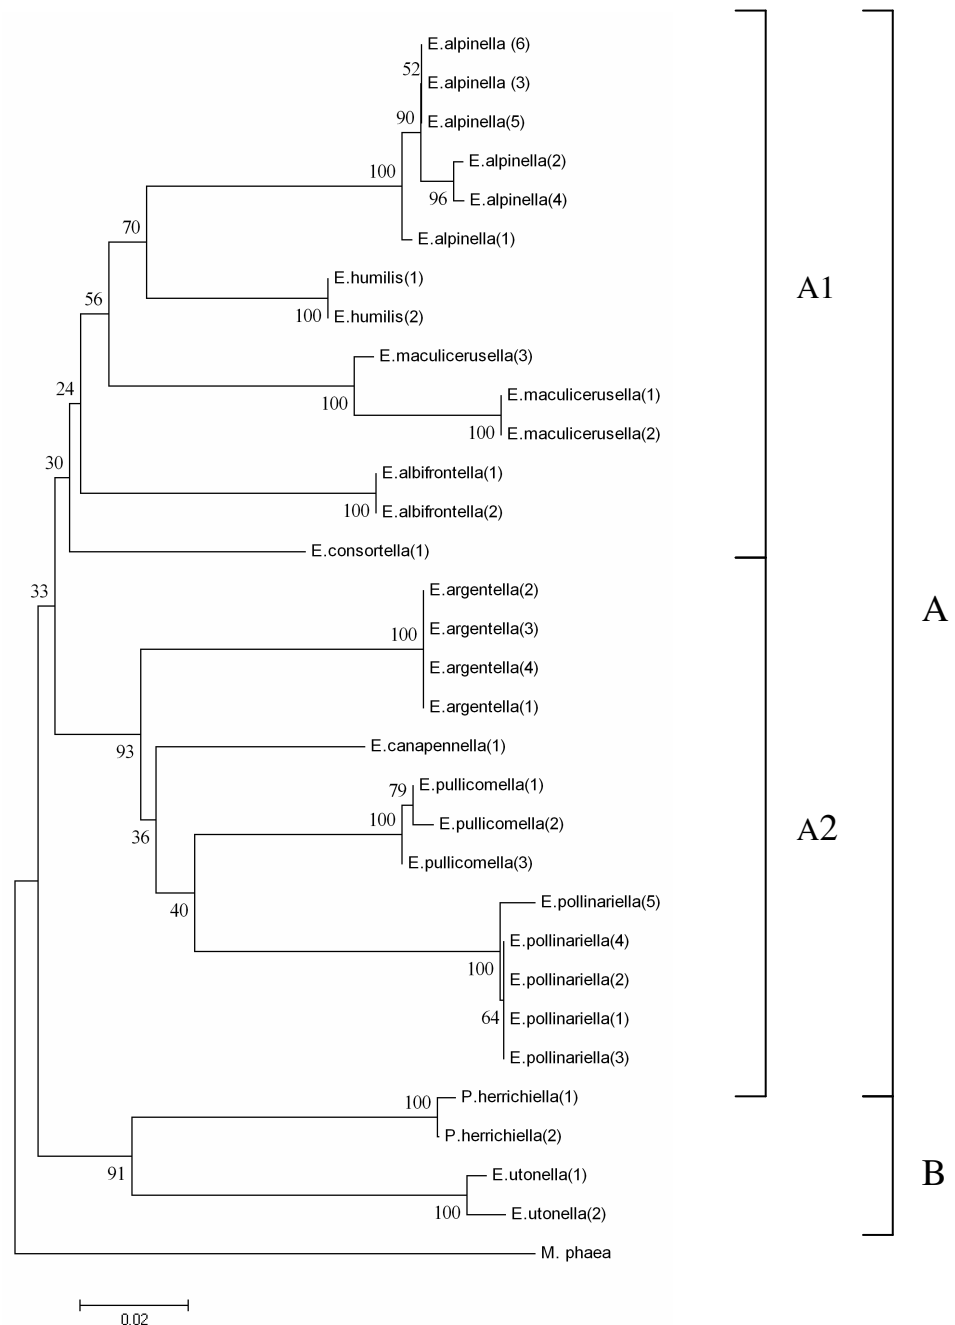 E.alpinella (6)
52
E.alpinella (3)
90
E.alpinella(5)
E.alpinella(2)
100
96
E.alpinella(4)
70
E.alpinella(1)
E.humilis(1)
A1
56
100
E.humilis(2)
E.maculicerusella(3)
24
E.maculicerusella(1)
100
100
E.maculicerusella(2)
30
E.albifrontella(1)
100
E.albifrontella(2)
E.consortella(1)
33
E.argentella(2)
A
E.argentella(3)
100
E.argentella(4)
E.argentella(1)
93
E.canapennella(1)
79
E.pullicomella(1)
100
E.pullicomella(2)
A2
36
E.pullicomella(3)
40
E.pollinariella(5)
E.pollinariella(4)
100
E.pollinariella(2)
64
E.pollinariella(1)
E.pollinariella(3)
100
P.herrichiella(1)
P.herrichiella(2)
91
E.utonella(1)
B
100
E.utonella(2)
M. phaea
0.02